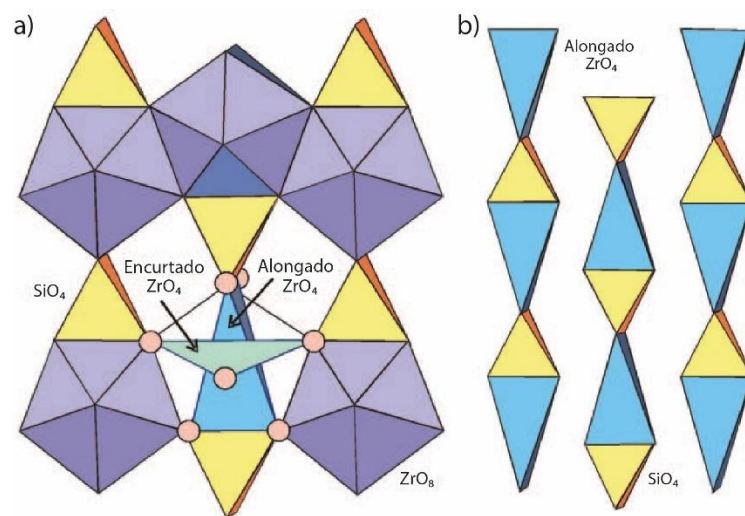 a)
b)
Alongado
ZrO₄
Encurtado
ZrO₄
Alongado
ZrO₄
SiO₄
ZrO₈
SiO₄